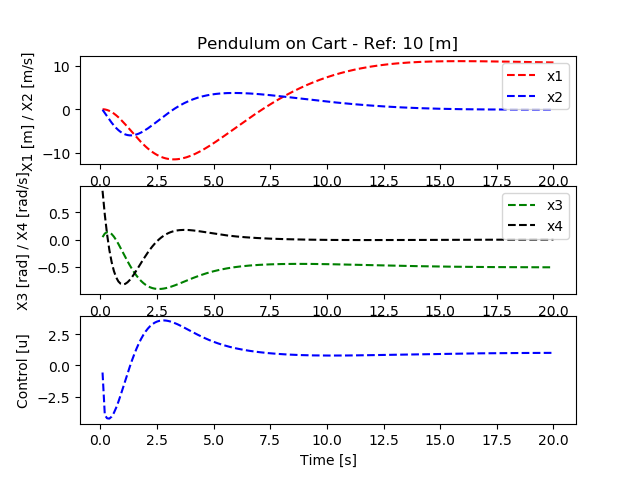 Pendulum on Cart - Ref: 10 [m]
X1 [m] / X2 [m/s]
10
0
−10
x1
x2
0.0 2.5 5.0 7.5 10.0 12.5 15.0 17.5 20.0
X3 [rad] / X4 [rad/s]
0.5
0.0
−0.5
x3
x4
0.0 2.5 5.0 7.5 10.0 12.5 15.0 17.5 20.0
Control [u]
2.5
0.0
−2.5
0.0 2.5 5.0 7.5 10.0 12.5 15.0 17.5 20.0
Time [s]